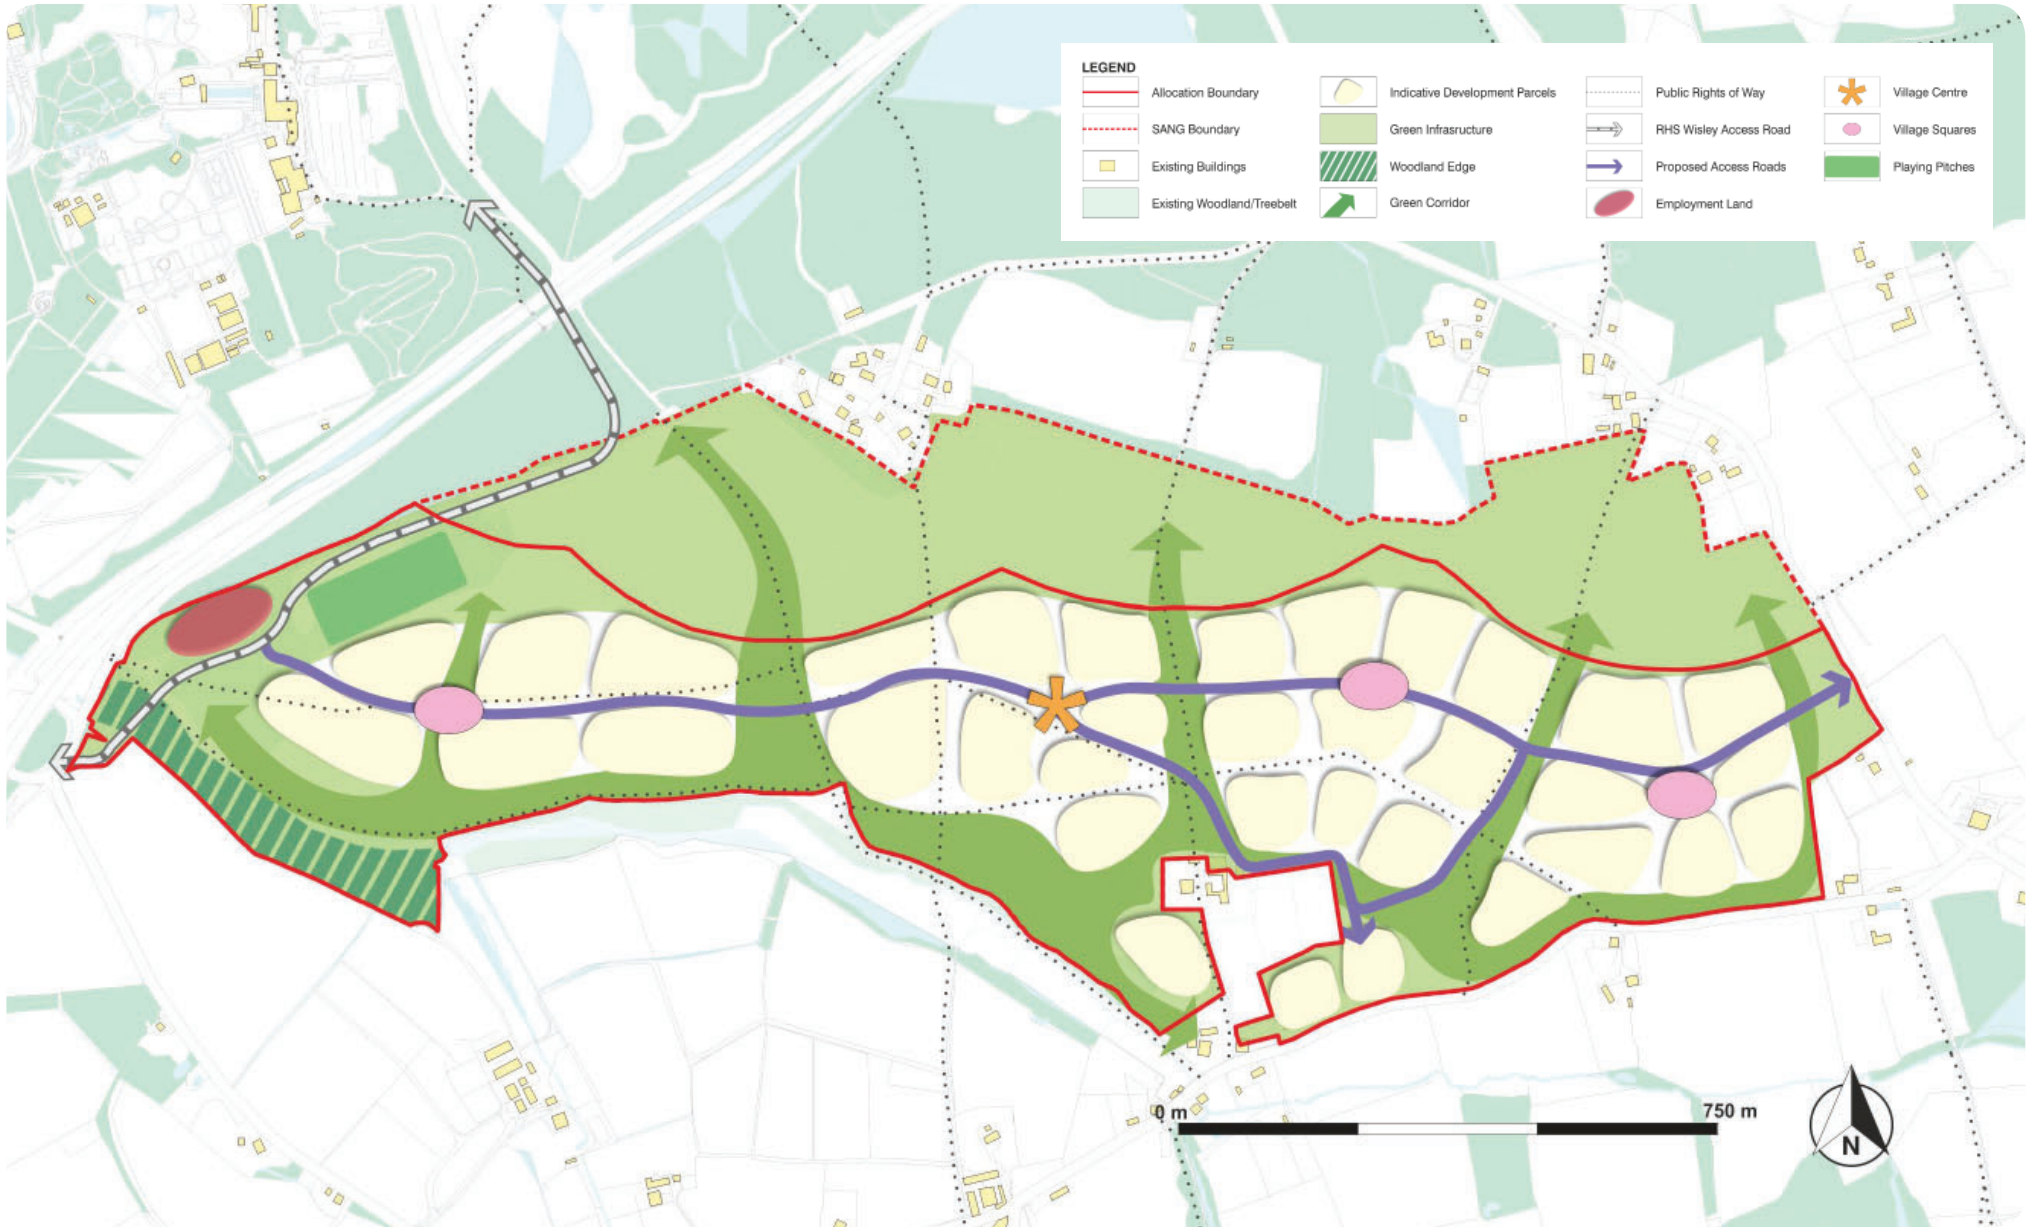 LEGEND
Allocation Boundary
SANG Boundary
Existing Buildings
Existing Woodland/Treebelt
Indicative Development Parcels
Green Infrasructure
Woodland Edge
Green Corridor
Public Rights of Way
RHS Wisley Access Road
Proposed Access Roads
Employment Land
Village Centre
Village Squares
Playing Pitches
0 m
750 m
N